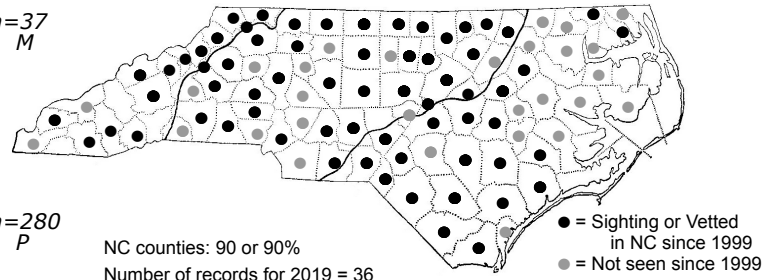 n=37
M
n=280
P
NC counties: 90 or 90%
Number of records for 2019 = 36
= Sighting or Vetted
in NC since 1999
= Not seen since 1999